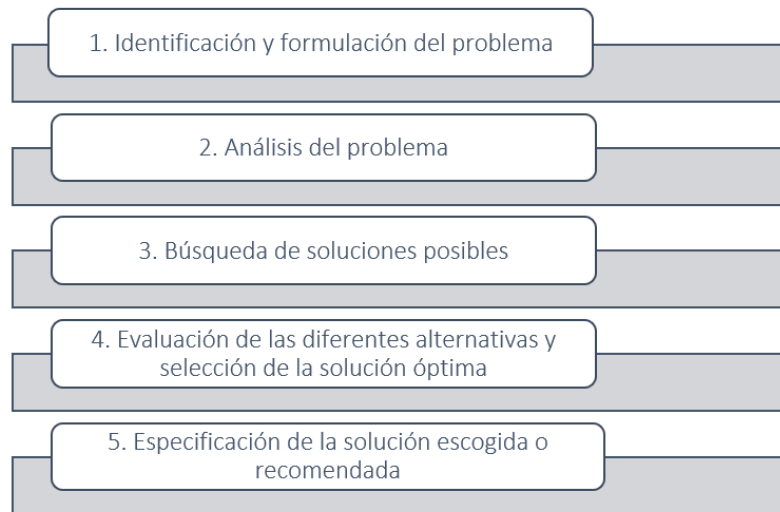 1. Identificación y formulación del problema
2. Análisis del problema
3. Búsqueda de soluciones posibles
4. Evaluación de las diferentes alternativas y
selección de la solución óptima
5. Especificación de la solución escogida o
recomendada